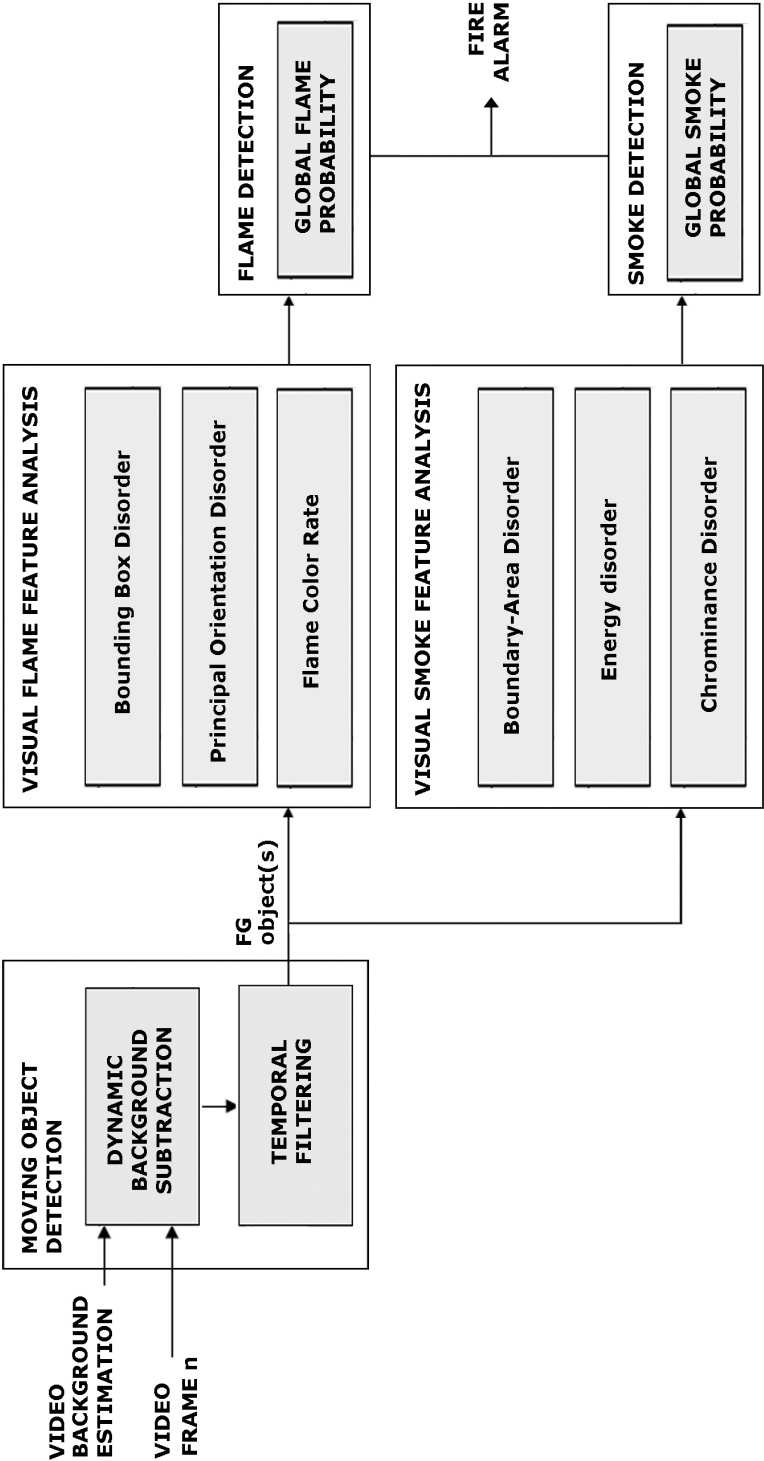 VIDEO
BACKGROUND
ESTIMATION
VIDEO
FRAME n
MOVING OBJECT
DETECTION
DYNAMIC
BACKGROUND
SUBTRACTION
TEMPORAL
FILTERING
FG
object(s)
VISUAL FLAME FEATURE ANALYSIS
Bounding Box Disorder
Principal Orientation Disorder
Flame Color Rate
VISUAL SMOKE FEATURE ANALYSIS
Boundary-Area Disorder
Energy disorder
Chrominance Disorder
FLAME DETECTION
GLOBAL FLAME
PROBABILITY
FIRE
ALARM
SMOKE DETECTION
GLOBAL SMOKE
PROBABILITY